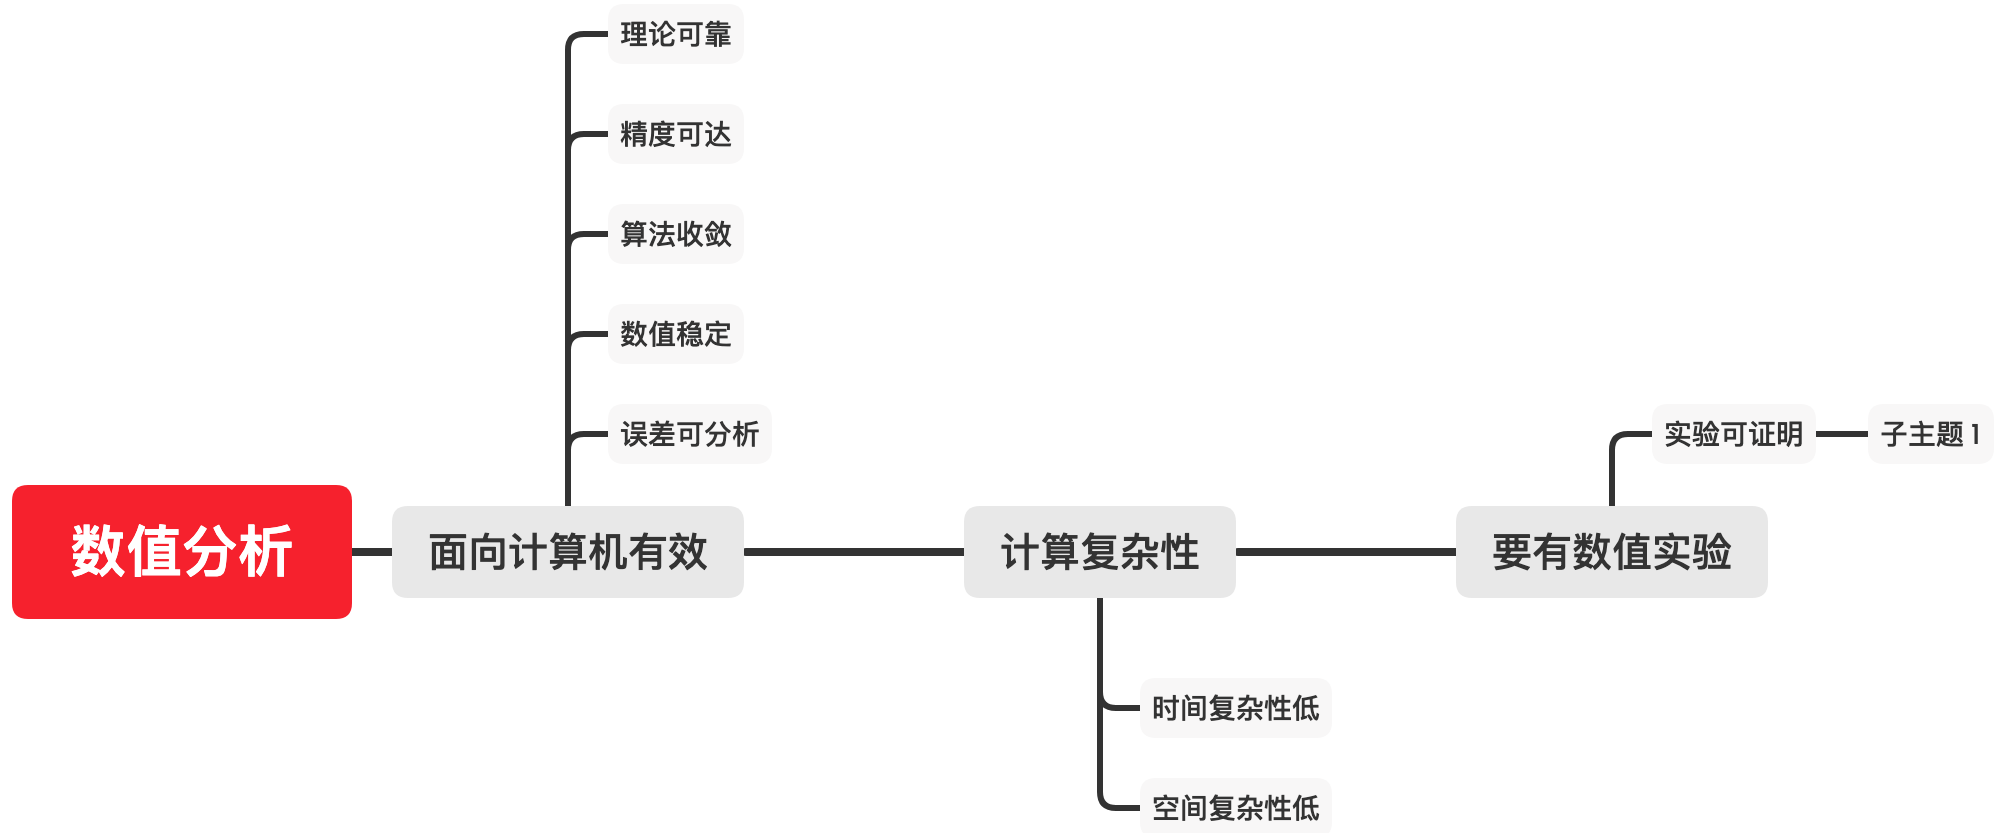 理论可靠
精度可达
算法收敛
数值稳定
误差可分析
实验可证明
子主题 1
数值分析
面向计算机有效
计算复杂性
要有数值实验
时间复杂性低
空间复杂性低